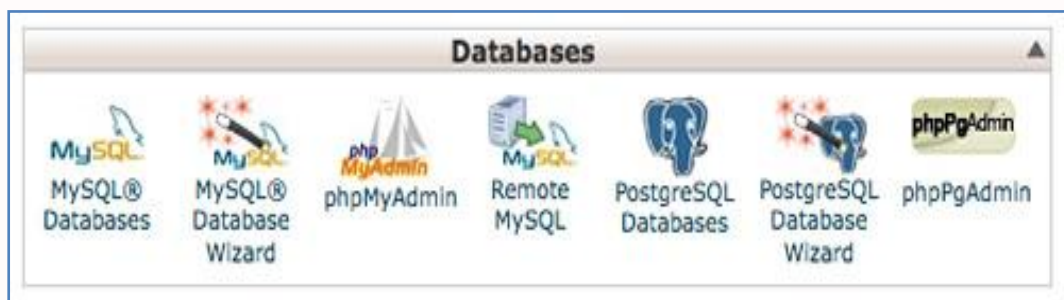 Databases
MySQL
MySQL®
Databases
MySQL
MySQL®
Database
Wizard
php
MyAdmin
phpMyAdmin
MySQL
Remote
MySQL
PostgreSQL
Databases
PostgreSQL
Database
Wizard
phpPgAdmin
phpPgAdmin